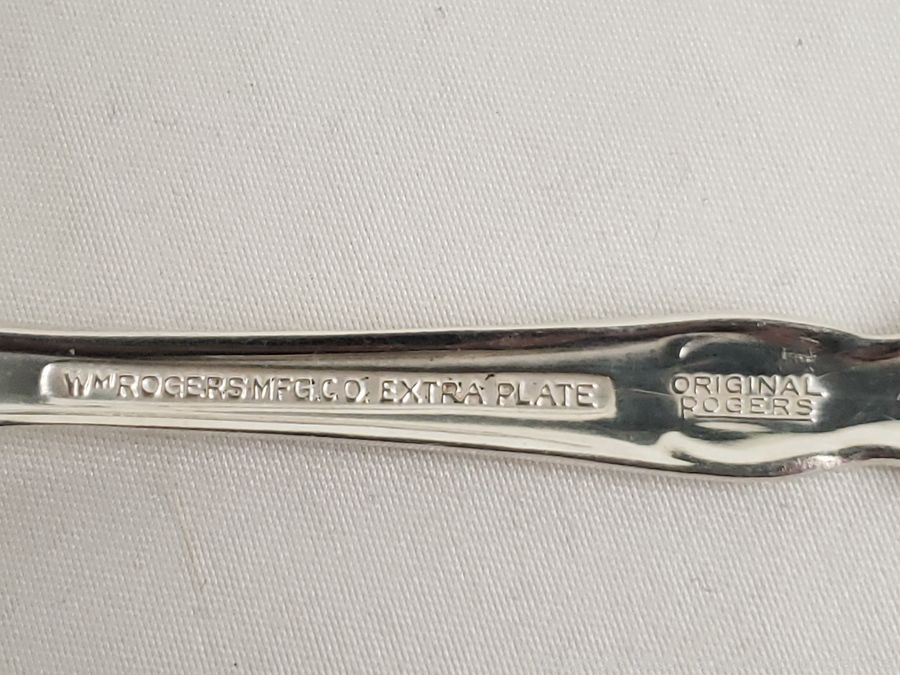 WM ROGERS MFG.CO. EXTRA PLATE
ORIGINAL
ROGERS